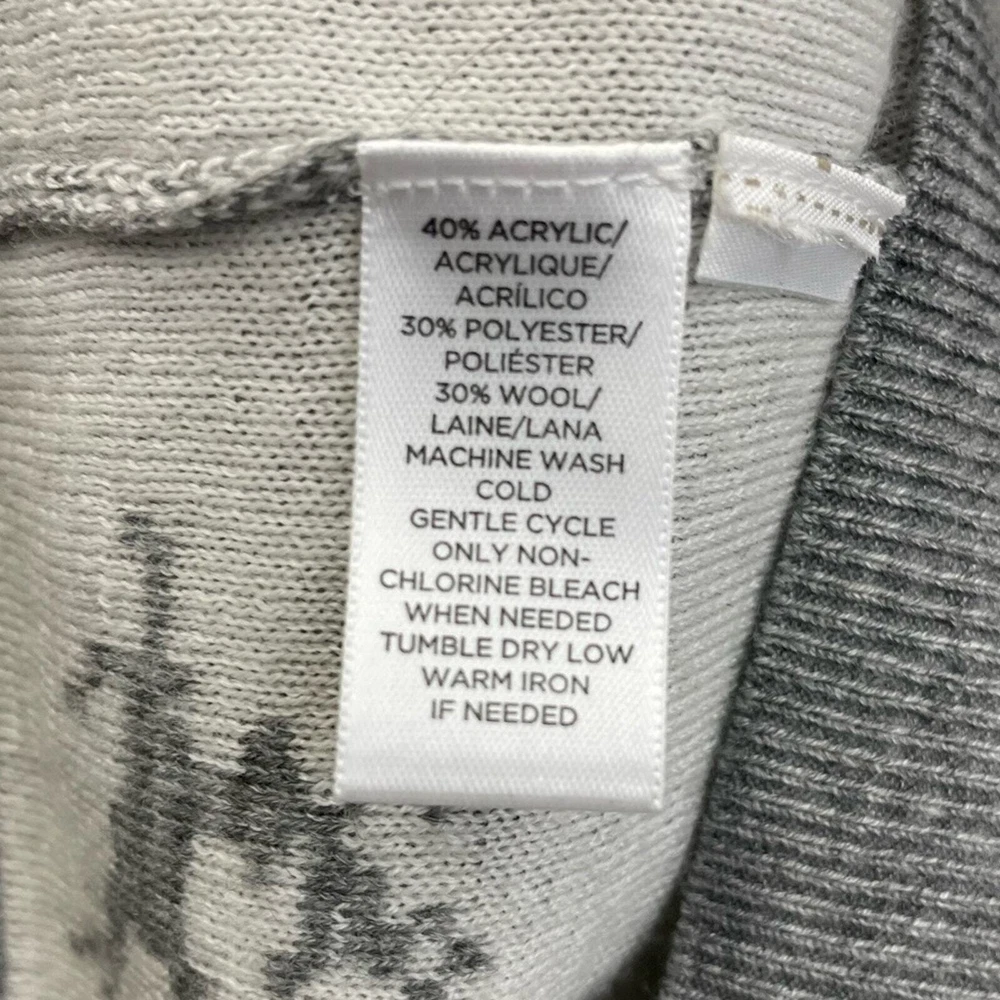 40% ACRYLIC/
ACRYLIQUE/
ACRÍLICO
30% POLYESTER/
POLIÉSTER
30% WOOL/
LAINE/LANA
MACHINE WASH
COLD
GENTLE CYCLE
ONLY NON-
CHLORINE BLEACH
WHEN NEEDED
TUMBLE DRY LOW
WARM IRON
IF NEEDED